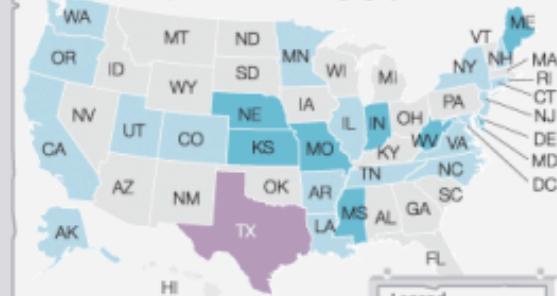 WA
MT
ND
MN
VT
ME
OR
ID
SD
WI
MI
NY
NH
MA
WY
RI
NV
NE
IA
PA
CT
UT
CO
IL
IN
OH
NJ
CA
KS
MO
WV
VA
DE
KY
MD
AZ
NM
OK
AR
TN
NC
DC
TX
MS
AL
GA
SC
AK
LA
FL
HI
Legend